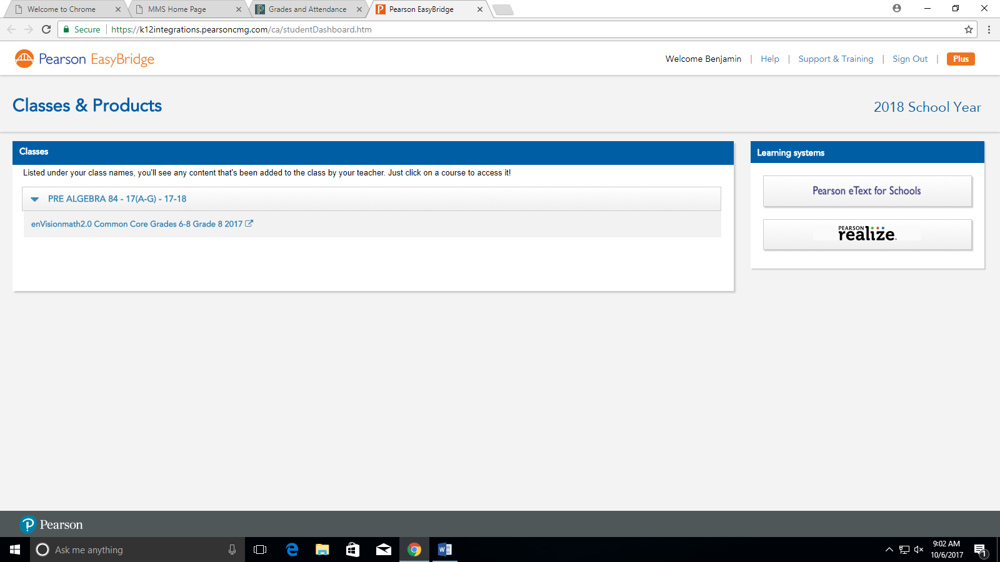 Welcome to Chrome
MMS Home Page
Grades and Attendance
Pearson EasyBridge
Secure
https://k12integrations.pearsoncmg.com/ca/studentDashboard.htm
Pearson EasyBridge
Welcome Benjamin | Help | Support & Training | Sign Out | Plus
Classes & Products
2018 School Year
Classes
Listed under your class names, you'll see any content that's been added to the class by your teacher. Just click on a course to access it!
PRE ALGEBRA 84 - 17(A-G) - 17-18
enVisionmath2.0 Common Core Grades 6-8 Grade 8 2017
Learning systems
Pearson eText for Schools
PEARSON
realize
Pearson
Ask me anything
9:02 AM
10/6/2017
1